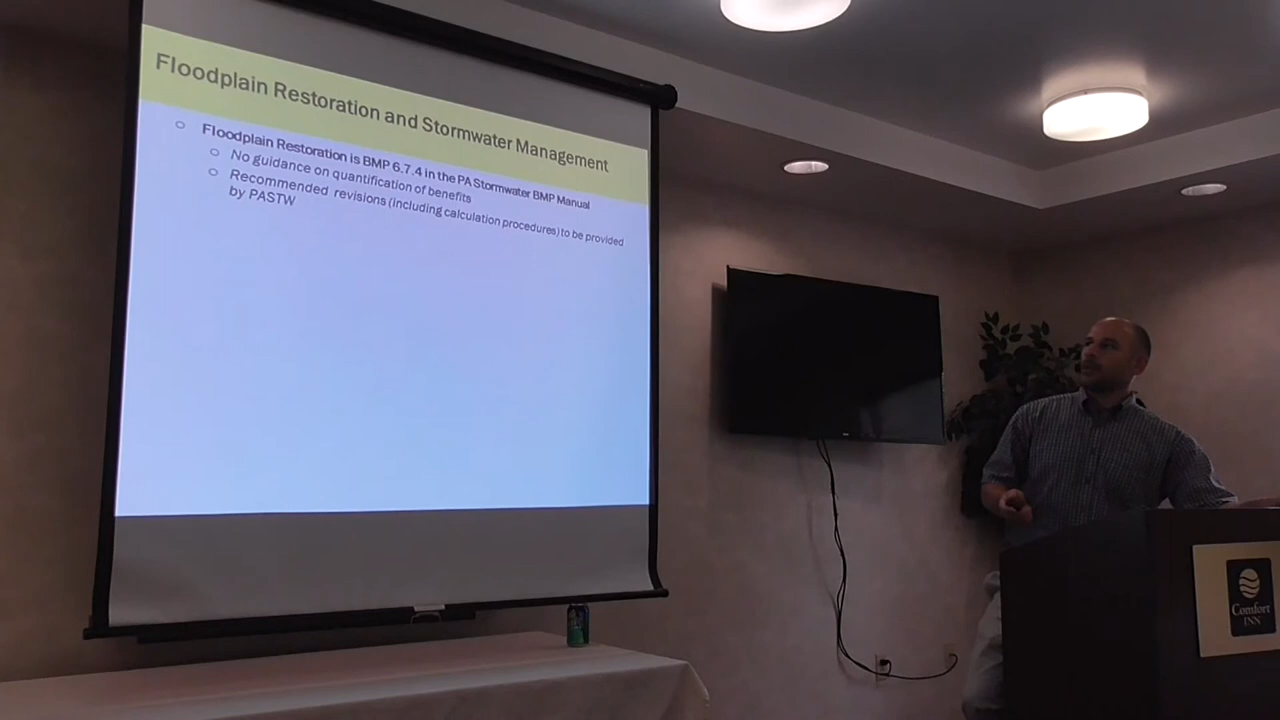 Floodplain Restoration and Stormwater Management
Floodplain Restoration is BMP 6.7.4 in the PA Stormwater BMP Manual
No guidance on quantification of benefits
Recommended revisions (including calculation procedures) to be provided
by PASTW
Comfort
INN